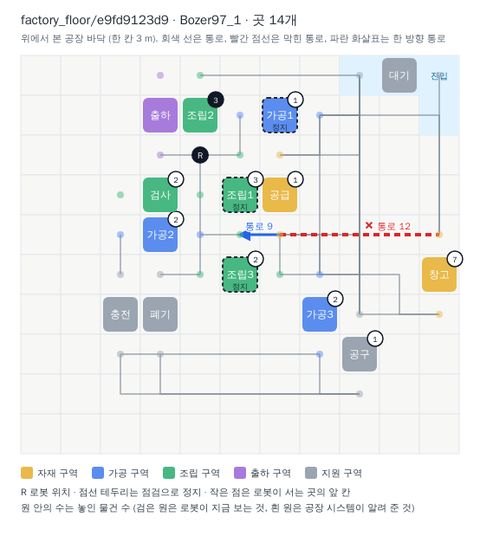 factory_floor/e9fd9123d9 · Bozer97_1 · 곳 14개
위에서 본 공장 바닥 (한 칸 3 m). 회색 선은 통로, 빨간 점선은 막힌 통로, 파란 화살표는 한 방향 통로
대기
출하
조립2
3
가공1
정지
1
R
검사
2
조립1
정지
3
공급
1
가공2
2
통로 9
통로 12
조립3
정지
2
창고
7
충전
폐기
가공3
2
공구
1
자재 구역
가공 구역
조립 구역
출하 구역
지원 구역
R 로봇 위치 · 점선 테두리는 점검으로 정지 · 작은 점은 로봇이 서는 곳의 앞 칸
원 안의 수는 놓인 물건 수 (검은 원은 로봇이 지금 보는 것, 흰 원은 공장 시스템이 알려 준 것)